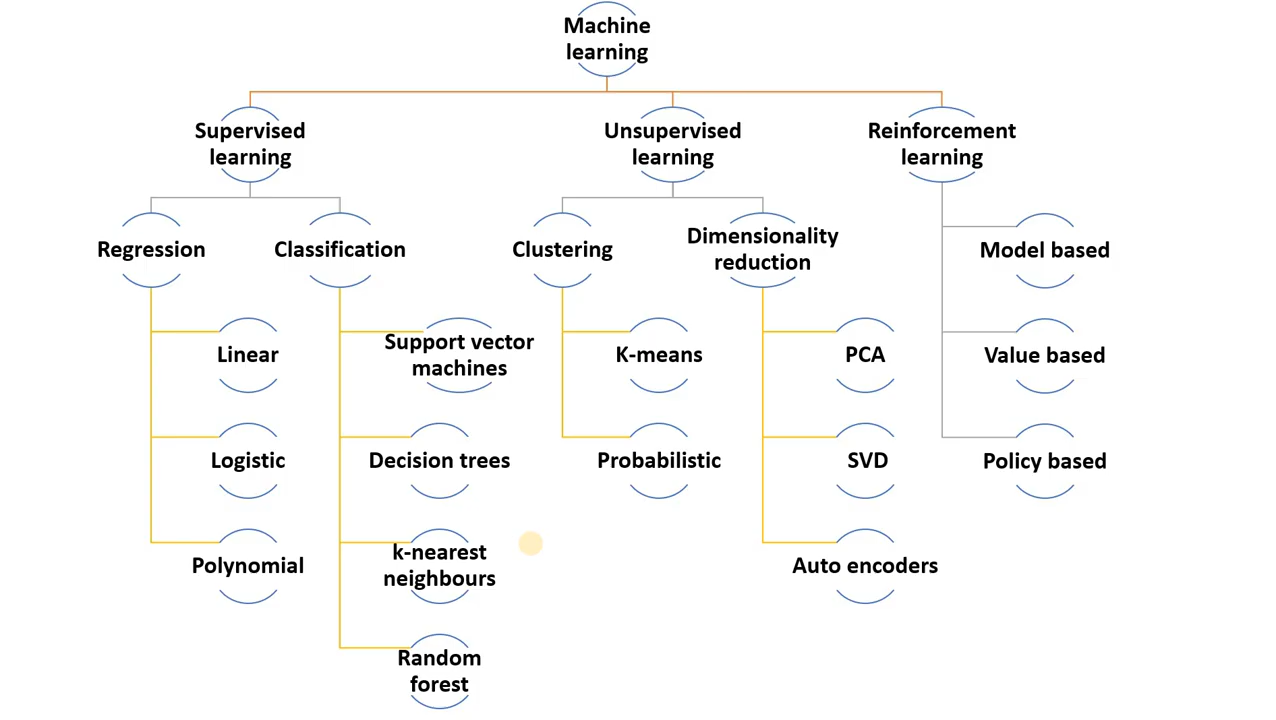 Machine
learning
Supervised
learning
Unsupervised
learning
Reinforcement
learning
Regression
Classification
Clustering
Dimensionality
reduction
Model based
Linear
Support vector
machines
K-means
PCA
Value based
Logistic
Decision trees
Probabilistic
SVD
Policy based
Polynomial
k-nearest
neighbours
Auto encoders
Random
forest